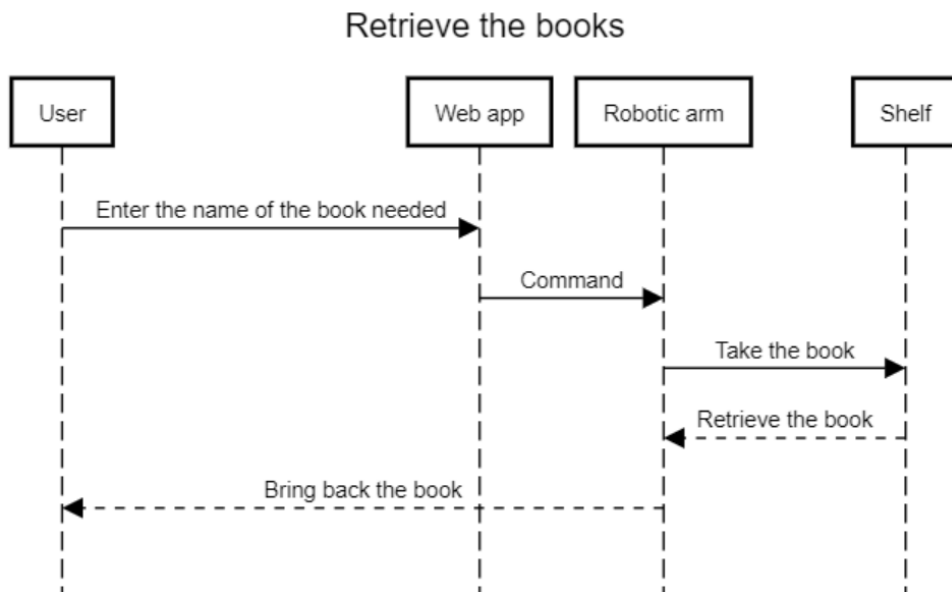 Retrieve the books
User
Web app
Robotic arm
Shelf
Enter the name of the book needed
Command
Take the book
Retrieve the book
Bring back the book